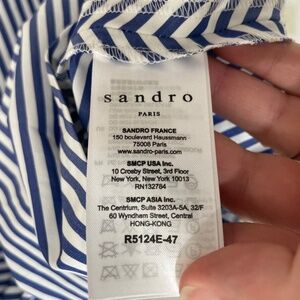 sandro
PARIS
SANDRO FRANCE
150 boulevard Haussmann
75008 Paris
sandro-paris.com
SMCP USA Inc.
10 Crosby Street, 3rd Floor
New York, New York 10013
RN132784
SMCP ASIA Inc.
The Centrium, Suite 3203A-5A, 32/F
60 Wyndham Street, Central
HONG-KONG
R5124E-47